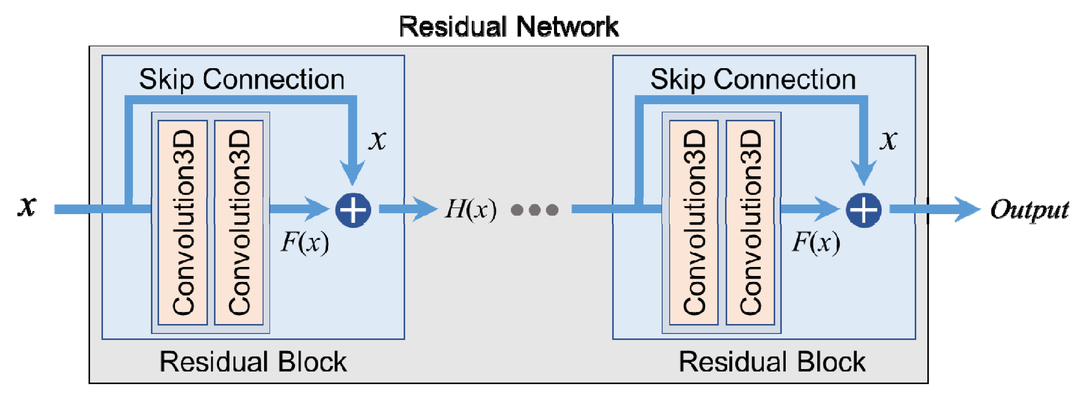 Residual Network
Skip Connection
Skip Connection
x
x
x
Convolution3D
Convolution3D
F(x)
H(x)
Convolution3D
Convolution3D
F(x)
Output
Residual Block
Residual Block